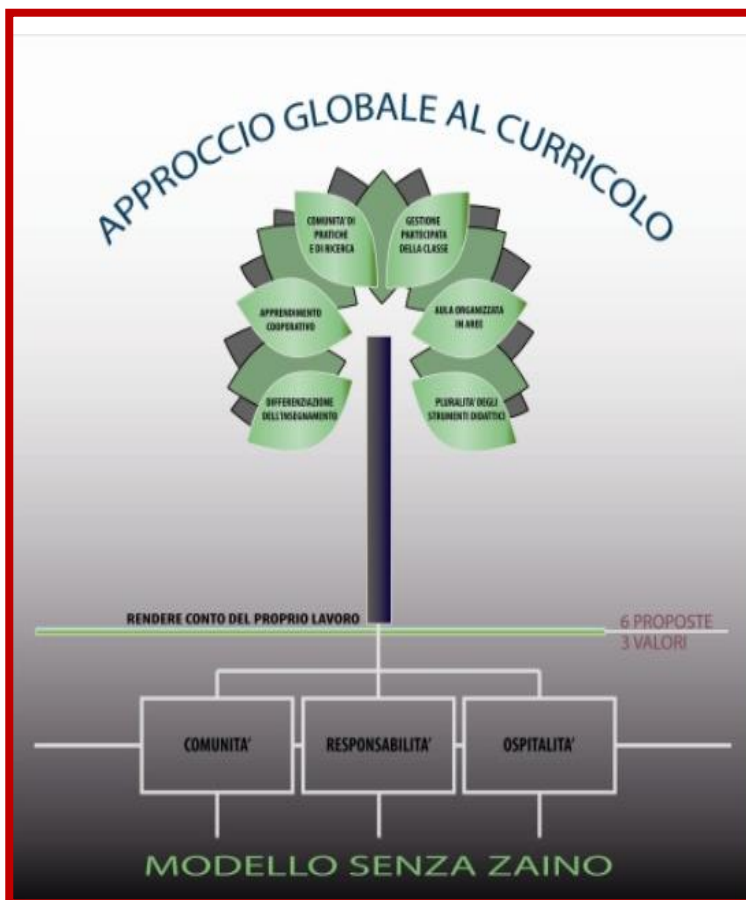 APPROCCIO GLOBALE AL CURRICOLO
COMUNITA' DI
PRATICHE
E DI RICERCA
GESTIONE
PARTECIPATA
DELLA CLASSE
APPRENDIMENTO
COOPERATIVO
AULA ORGANIZZATA
IN AREE
DIFFERENZIAZIONE
DELL'INSEGNAMENTO
PLURALITA' DEGLI
STRUMENTI DIDATTICI
RENDERE CONTO DEL PROPRIO LAVORO
6 PROPOSTE
3 VALORI
COMUNITA'
RESPONSABILITA'
OSPITALITA'
MODELLO SENZA ZAINO